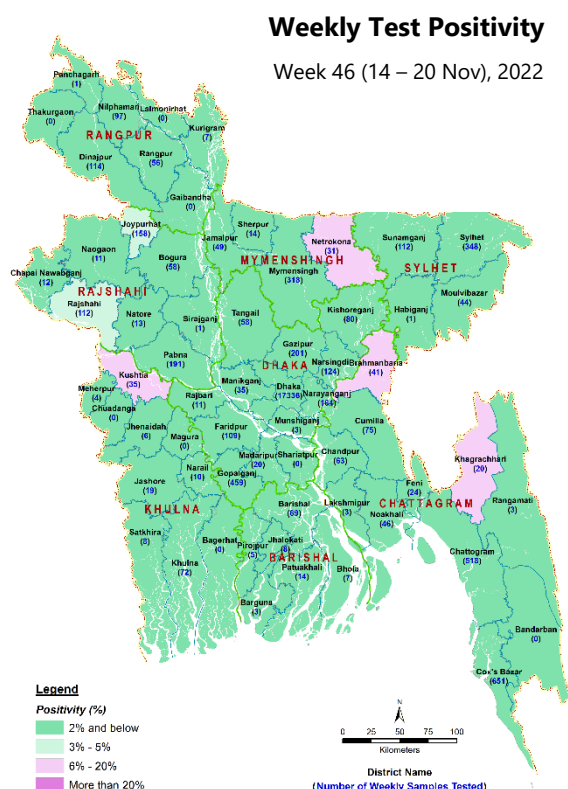 Weekly Test Positivity
Week 46 (14 – 20 Nov), 2022
Panchagarh
(1)
Thakurgaon
(0)
Nilphamari
(97)
Lalmonirhat
(0)
Kurigram
(7)
RANGPUR
Dinajpur
(114)
Rangpur
(56)
Gaibandha
(0)
Joypurhat
(158)
Naogaon
(11)
Bogura
(58)
Jamalpur
(49)
Sherpur
(14)
Netrokona
(31)
MYMENSINGH
Mymensingh
(313)
Sunamganj
(112)
Sylhet
(348)
SYLHET
Moulvibazar
(44)
Habiganj
(1)
Chapai Nawabganj
(12)
RAJSHAHI
Rajshahi
(112)
Natore
(13)
Sirajganj
(1)
Tangail
(58)
Kishoreganj
(80)
Pabna
(191)
Gazipur
(201)
DHAKA
Narsingdi
(124)
Brahmanbaria
(41)
Kushtia
(35)
Meherpur
(4)
Chuadanga
(0)
Manikganj
(35)
Dhaka
(17336)
Narayanganj
(164)
Rajbari
(11)
Munshiganj
(3)
Cumilla
(75)
Jhenaidah
(6)
Magura
(0)
Faridpur
(109)
Madaripur
(20)
Shariatpur
(0)
Chandpur
(63)
Khagrachhari
(20)
Narail
(10)
Gopalganj
(459)
Jashore
(19)
KHULNA
Barishal
(69)
Lakshmipur
(3)
Feni
(24)
CHATTAGRAM
Noakhali
(46)
Rangamati
(3)
Satkhira
(8)
Khulna
(72)
Bagerhat
(0)
Pirojpur
(5)
Jhalokati
(6)
BARISHAL
Patuakhali
(14)
Bhola
(7)
Barguna
(3)
Chattogram
(518)
Bandarban
(0)
Cox's Bazar
(651)
Legend
Positivity (%)
2% and below
3% - 5%
6% - 20%
More than 20%
N
0 25 50 75 100
Kilometers
District Name
(Number of Weekly Samples Tested)